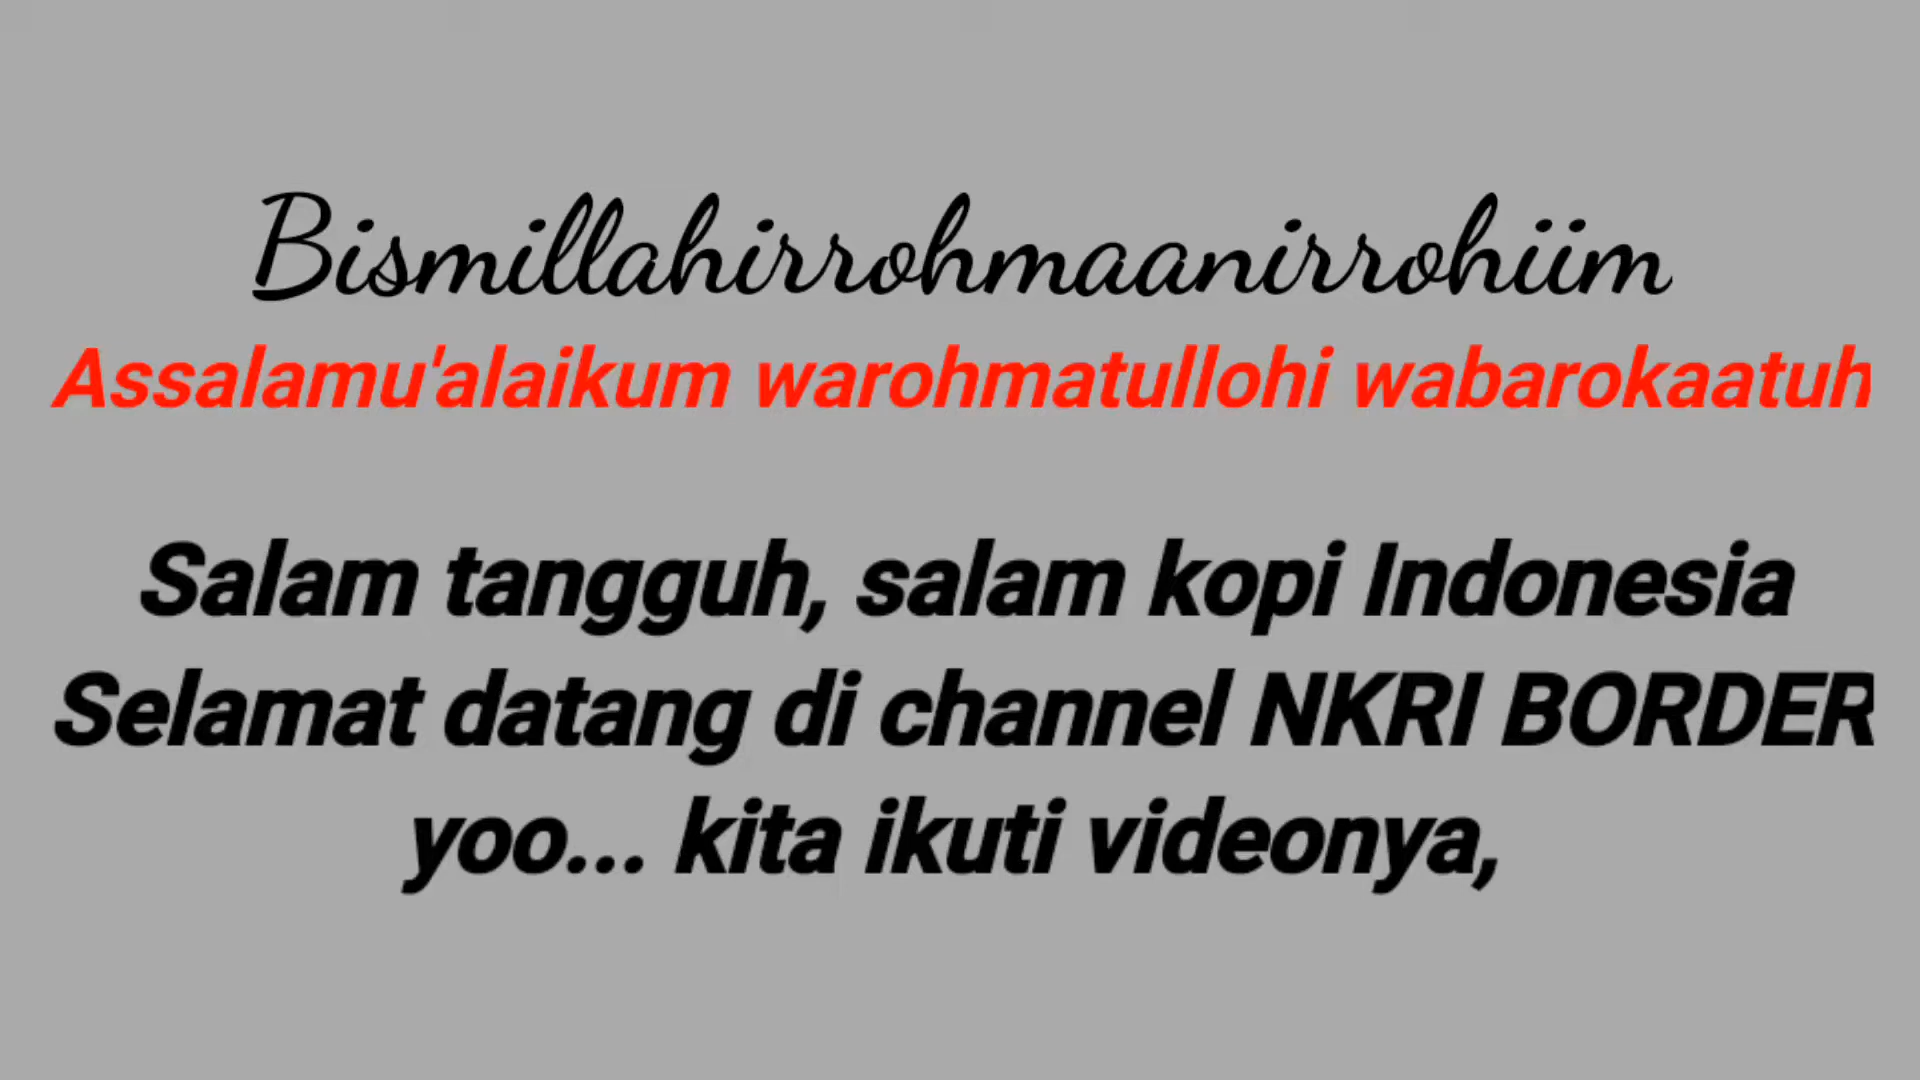 Bismillahirrohmaanirrohiim
Assalamu'alaikum warohmatullohi wabarokaatuh
Salam tangguh, salam kopi Indonesia
Selamat datang di channel NKRI BORDER
yoo... kita ikuti videonya,